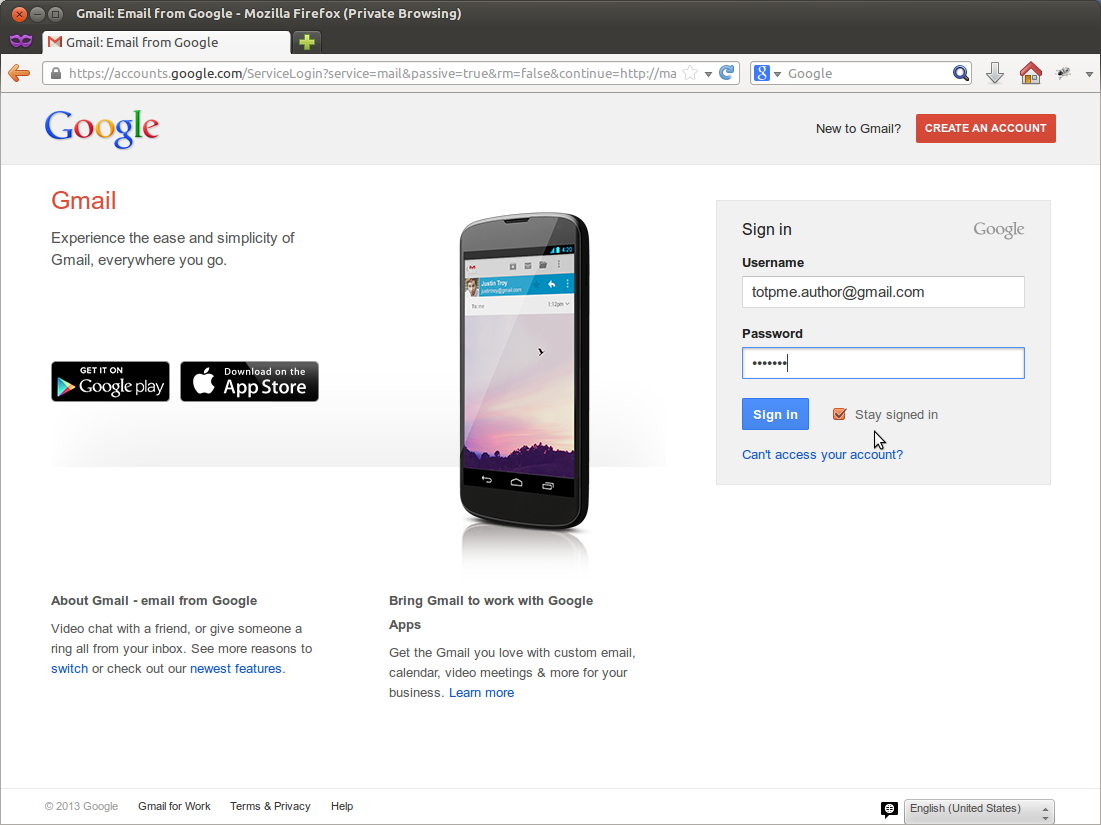 Gmail: Email from Google - Mozilla Firefox (Private Browsing)
Gmail: Email from Google
https://accounts.google.com/ServiceLogin?service=mail&passive=true&rm=false&continue=http://ma
Google
Google
New to Gmail?
CREATE AN ACCOUNT
Gmail
Experience the ease and simplicity of
Gmail, everywhere you go.
GET IT ON
Google play
Download on the
App Store
4:20
Justin Troy
To me
1:12pm
Sign in
Google
Username
totpme.author@gmail.com
Password
•••••••
Sign in
Stay signed in
Can't access your account?
About Gmail - email from Google
Video chat with a friend, or give someone a
ring all from your inbox. See more reasons to
switch or check out our newest features.
Bring Gmail to work with Google
Apps
Get the Gmail you love with custom email,
calendar, video meetings & more for your
business. Learn more
© 2013 Google
Gmail for Work
Terms & Privacy
Help
English (United States)